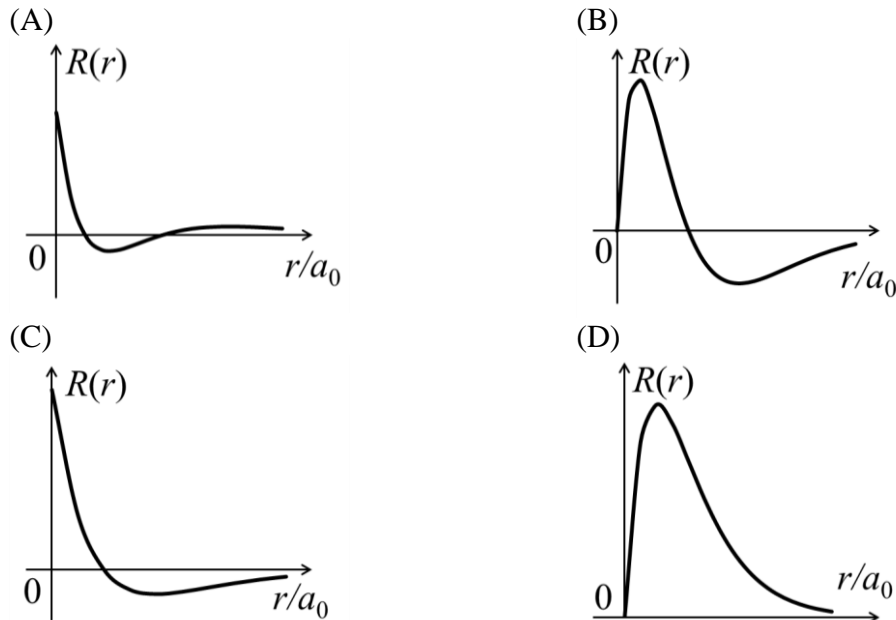 (A)
R(r)
0
r/a₀
(B)
R(r)
0
r/a₀
(C)
R(r)
0
r/a₀
(D)
R(r)
0
r/a₀